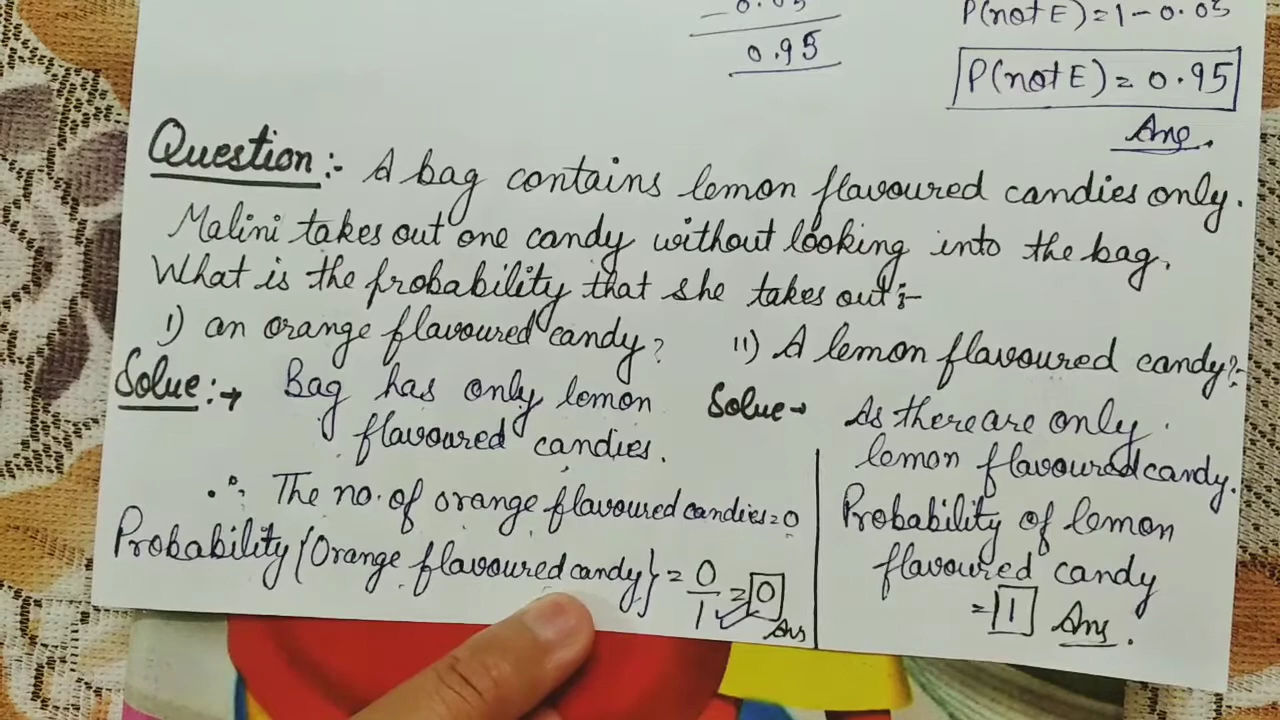 0.95
P(not E) = 1 - 0.05
P(not E) = 0.95
Ans.
Question :- A bag contains lemon flavoured candies only.
Malini takes out one candy without looking into the bag.
What is the probability that she takes out :-
i) an orange flavoured candy? ii) A lemon flavoured candy? :-
Solve :→ Bag has only lemon
flavoured candies.
∴ The no. of orange flavoured candies = 0
Probability {Orange flavoured candy} = 0/1 = 0
Ans
Solue → As there are only
lemon flavoured candy.
Probability of lemon
flavoured candy
= 1 Ans.